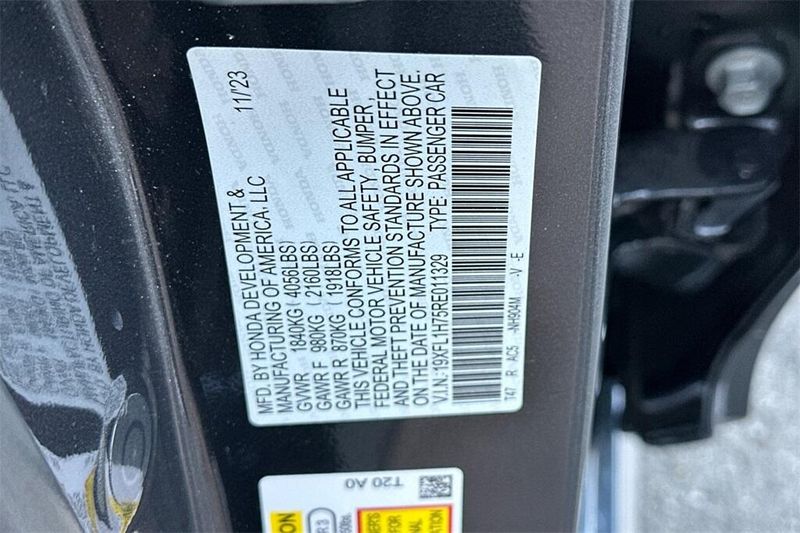 MFD. BY HONDA DEVELOPMENT & 11/'23
MANUFACTURING OF AMERICA, LLC
GVWR 1840KG(4056LBS)
GAWR F 980KG (2160LBS)
GAWR R 870KG (1918LBS)
THIS VEHICLE CONFORMS TO ALL APPLICABLE
FEDERAL MOTOR VEHICLE SAFETY, BUMPER,
AND THEFT PREVENTION STANDARDS IN EFFECT
ON THE DATE OF MANUFACTURE SHOWN ABOVE.
V.I.N.:19XFL1H75RE011329 TYPE: PASSENGER CAR
T47 R AC5 -NH904M -V -E
T20 A0